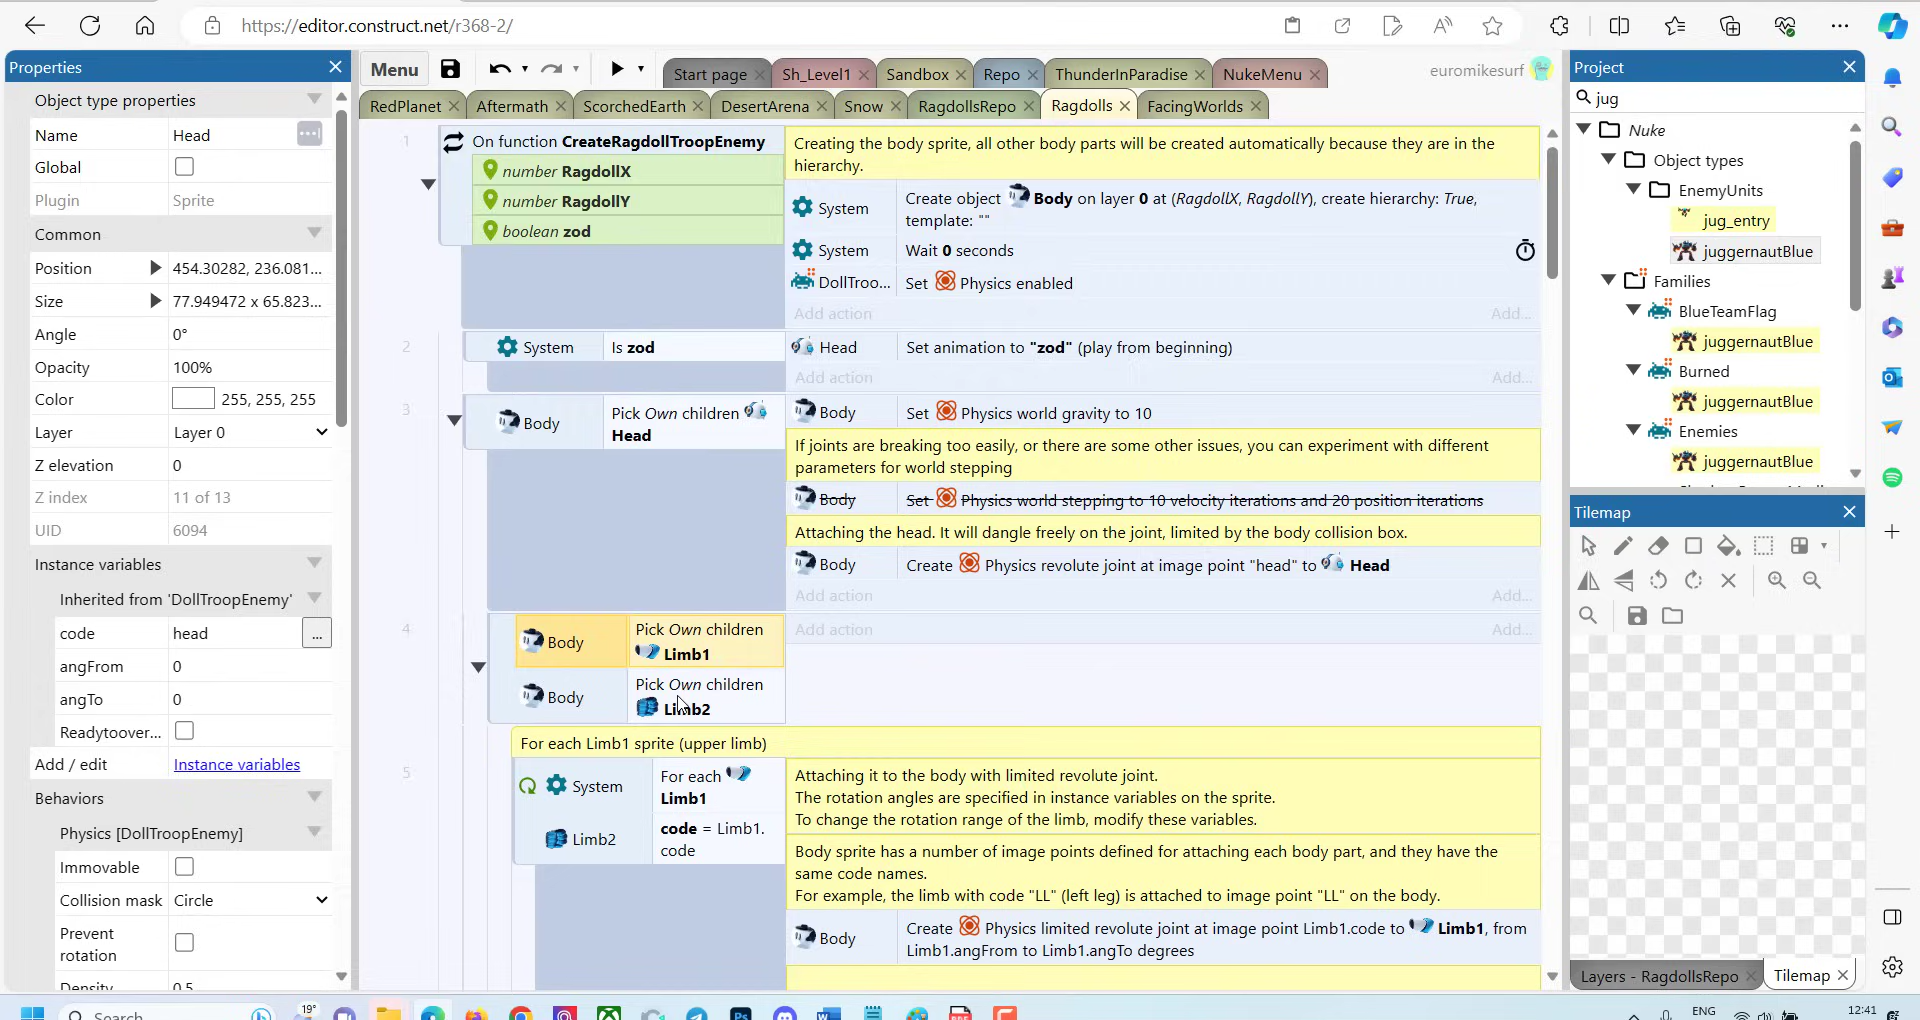 https://editor.construct.net/r368-2/
Properties
Object type properties
Name Head
Global
Plugin Sprite
Common
Position 454.30282, 236.081...
Size 77.949472 x 65.823...
Angle 0°
Opacity 100%
Color 255, 255, 255
Layer Layer 0
Z elevation 0
Z index 11 of 13
UID 6094
Instance variables
Inherited from 'DollTroopEnemy'
code head ...
angFrom 0
angTo 0
Readytoover...
Add / edit Instance variables
Behaviors
Physics [DollTroopEnemy]
Immovable
Collision mask Circle
Prevent
rotation
Density 0.5
Menu
Start page
Sh_Level1
Sandbox
Repo
ThunderInParadise
NukeMenu
euromikesurf
RedPlanet
Aftermath
ScorchedEarth
DesertArena
Snow
RagdollsRepo
Ragdolls
FacingWorlds
1
On function CreateRagdollTroopEnemy
number RagdollX
number RagdollY
boolean zod
Creating the body sprite, all other body parts will be created automatically because they are in the
hierarchy.
System Create object Body on layer 0 at (RagdollX, RagdollY), create hierarchy: True,
template: ""
System Wait 0 seconds
DollTroo... Set Physics enabled
Add action Add...
2
System Is zod
Head Set animation to "zod" (play from beginning)
Add action Add...
3
Body Pick Own children
Head
Body Set Physics world gravity to 10
If joints are breaking too easily, or there are some other issues, you can experiment with different
parameters for world stepping
Body Set Physics world stepping to 10 velocity iterations and 20 position iterations
Attaching the head. It will dangle freely on the joint, limited by the body collision box.
Body Create Physics revolute joint at image point "head" to Head
Add action Add...
4
Body Pick Own children
Limb1
Body Pick Own children
Limb2
Add action Add...
For each Limb1 sprite (upper limb)
5
System For each
Limb1
Limb2 code = Limb1.
code
Attaching it to the body with limited revolute joint.
The rotation angles are specified in instance variables on the sprite.
To change the rotation range of the limb, modify these variables.
Body sprite has a number of image points defined for attaching each body part, and they have the
same code names.
For example, the limb with code "LL" (left leg) is attached to image point "LL" on the body.
Body Create Physics limited revolute joint at image point Limb1.code to Limb1, from
Limb1.angFrom to Limb1.angTo degrees
Project
jug
Nuke
Object types
EnemyUnits
jug_entry
juggernautBlue
Families
BlueTeamFlag
juggernautBlue
Burned
juggernautBlue
Enemies
juggernautBlue
Tilemap
Layers - RagdollsRepo
Tilemap
Search
19°
ENG
12:41